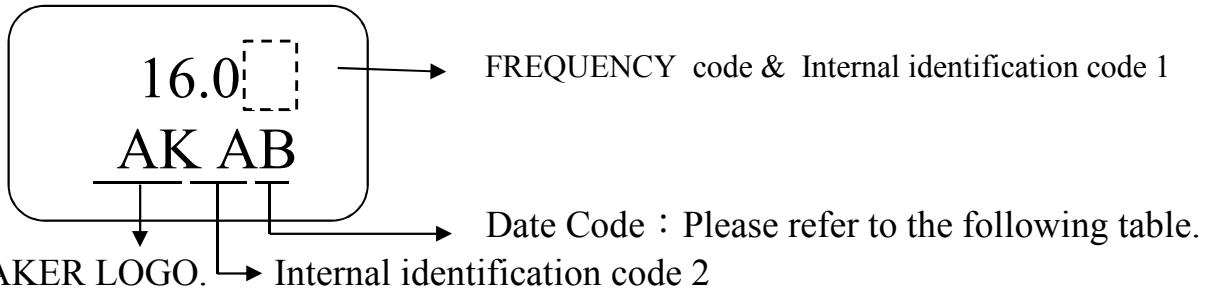 16.0
FREQUENCY code & Internal identification code 1
AK AB
Date Code：Please refer to the following table.
AKER LOGO.
Internal identification code 2